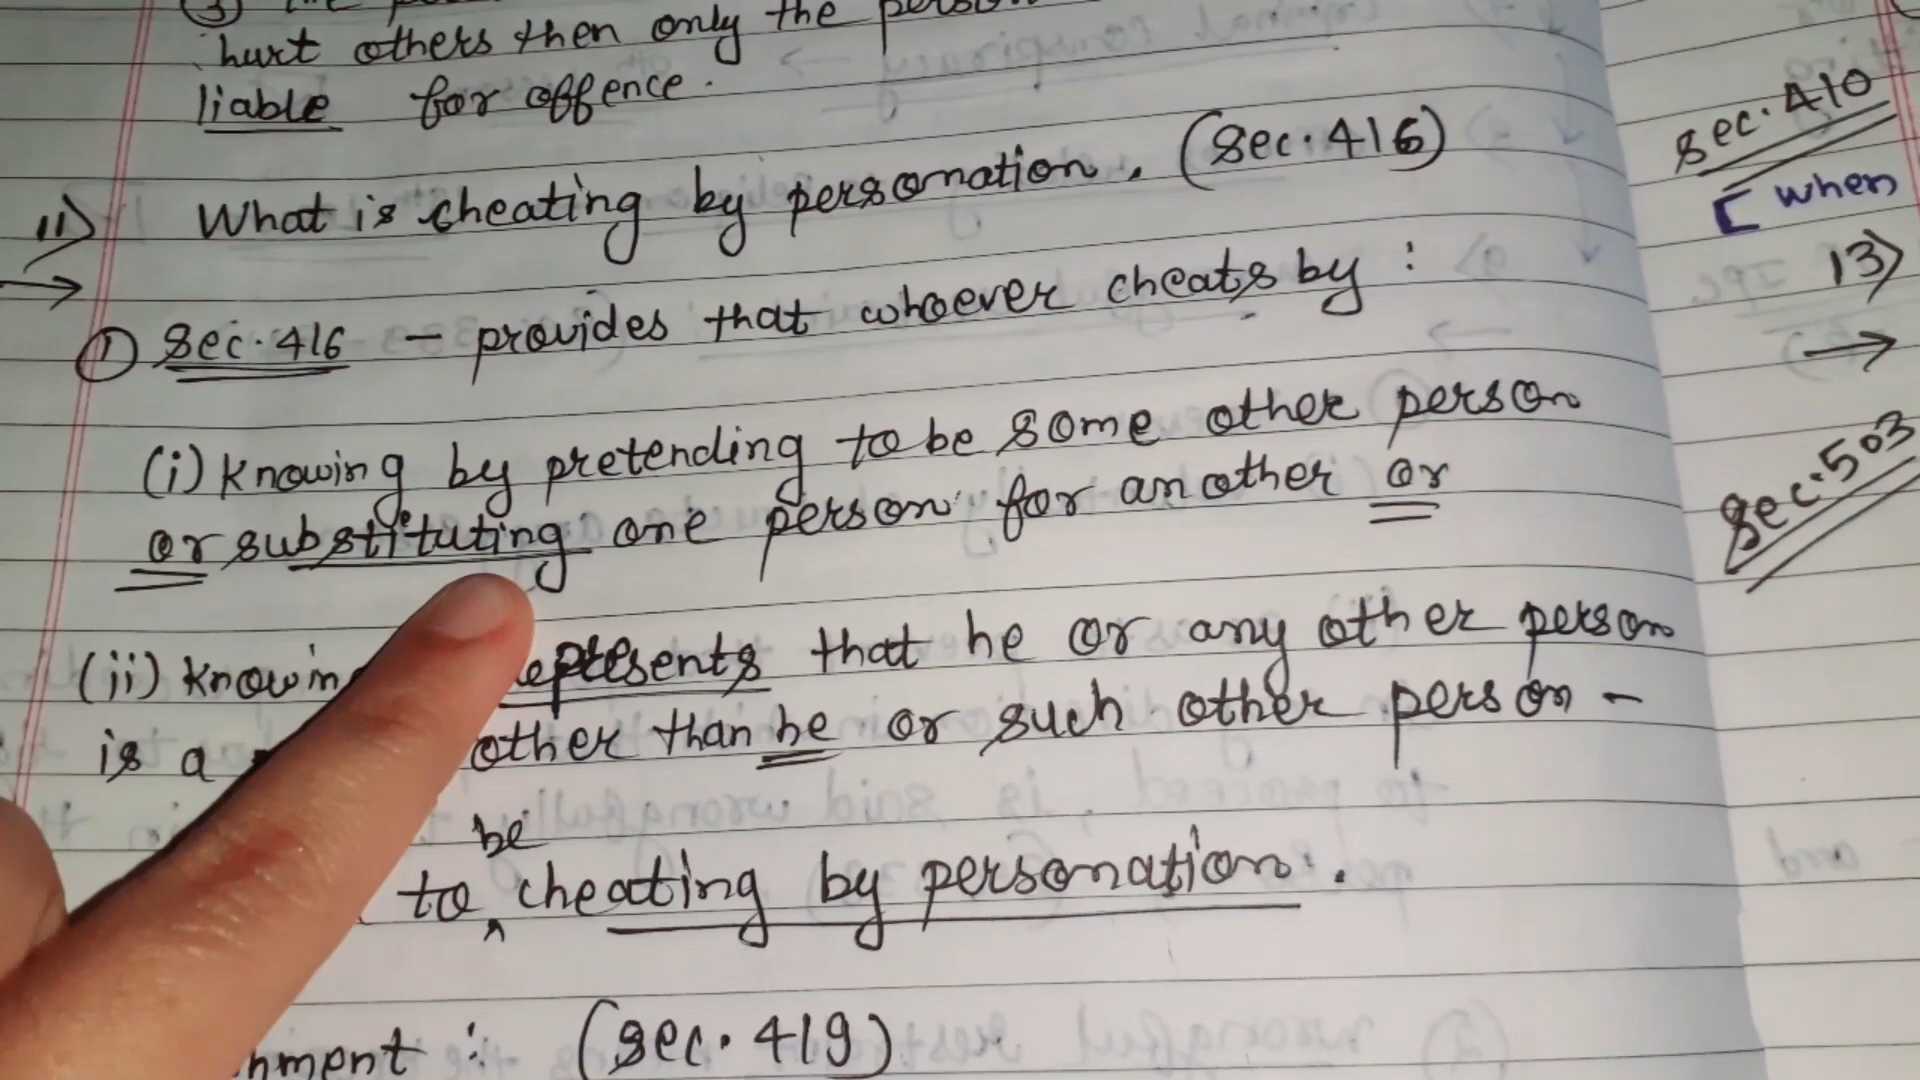 hurt others then only the person
liable for offence.
11) What is cheating by personation. (Sec. 416)
→ ① Sec. 416 - provides that whoever cheats by :
(i) knowing by pretending to be some other person
or substituting one person for another or
(ii) represents that he or any other person
is a other than he or such other person -
to be cheating by personation.
(sec. 419)
sec. 410
[ when
13)
→
Sec. 503